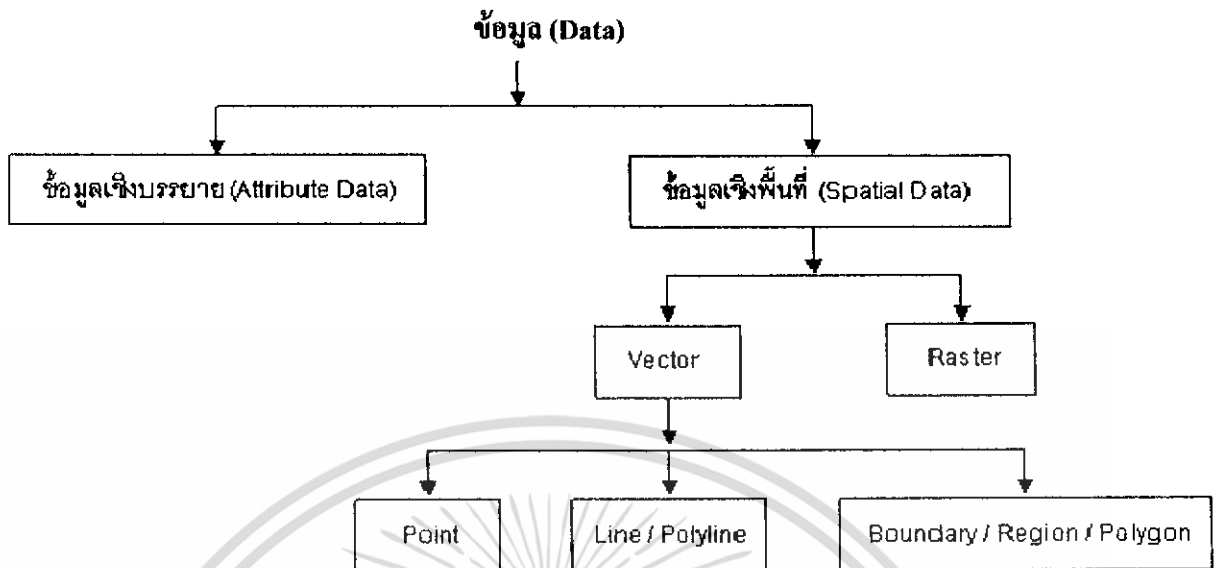 ข้อมูล (Data)
ข้อมูลเชิงบรรยาย (Attribute Data)
ข้อมูลเชิงพื้นที่ (Spatial Data)
Vector
Raster
Point
Line / Polyline
Boundary / Region / Polygon